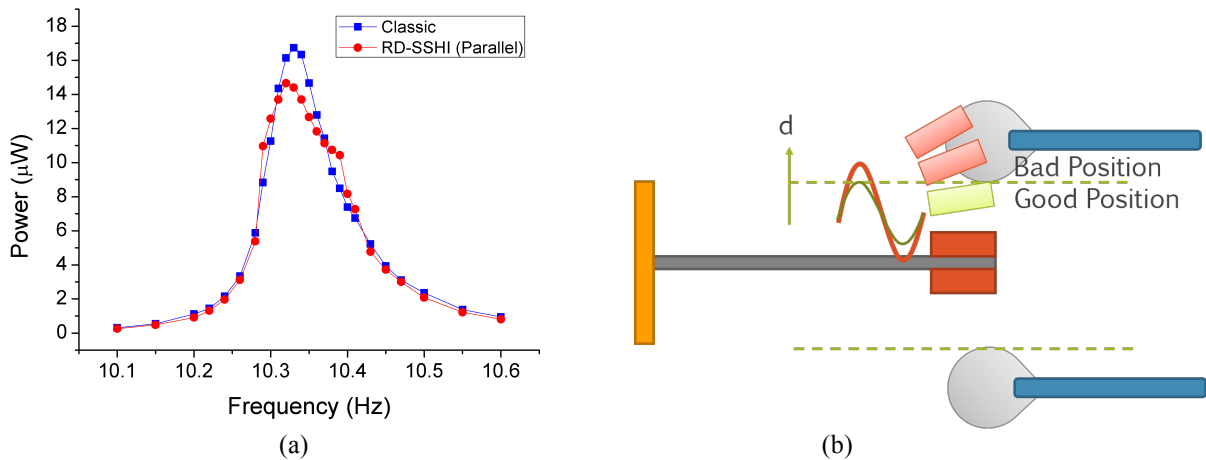 18
16
14
12
10
8
6
4
2
0
Power (μW)
Classic
RD-SSHI (Parallel)
10.1 10.2 10.3 10.4 10.5 10.6
Frequency (Hz)
(a)
d
Bad Position
Good Position
(b)